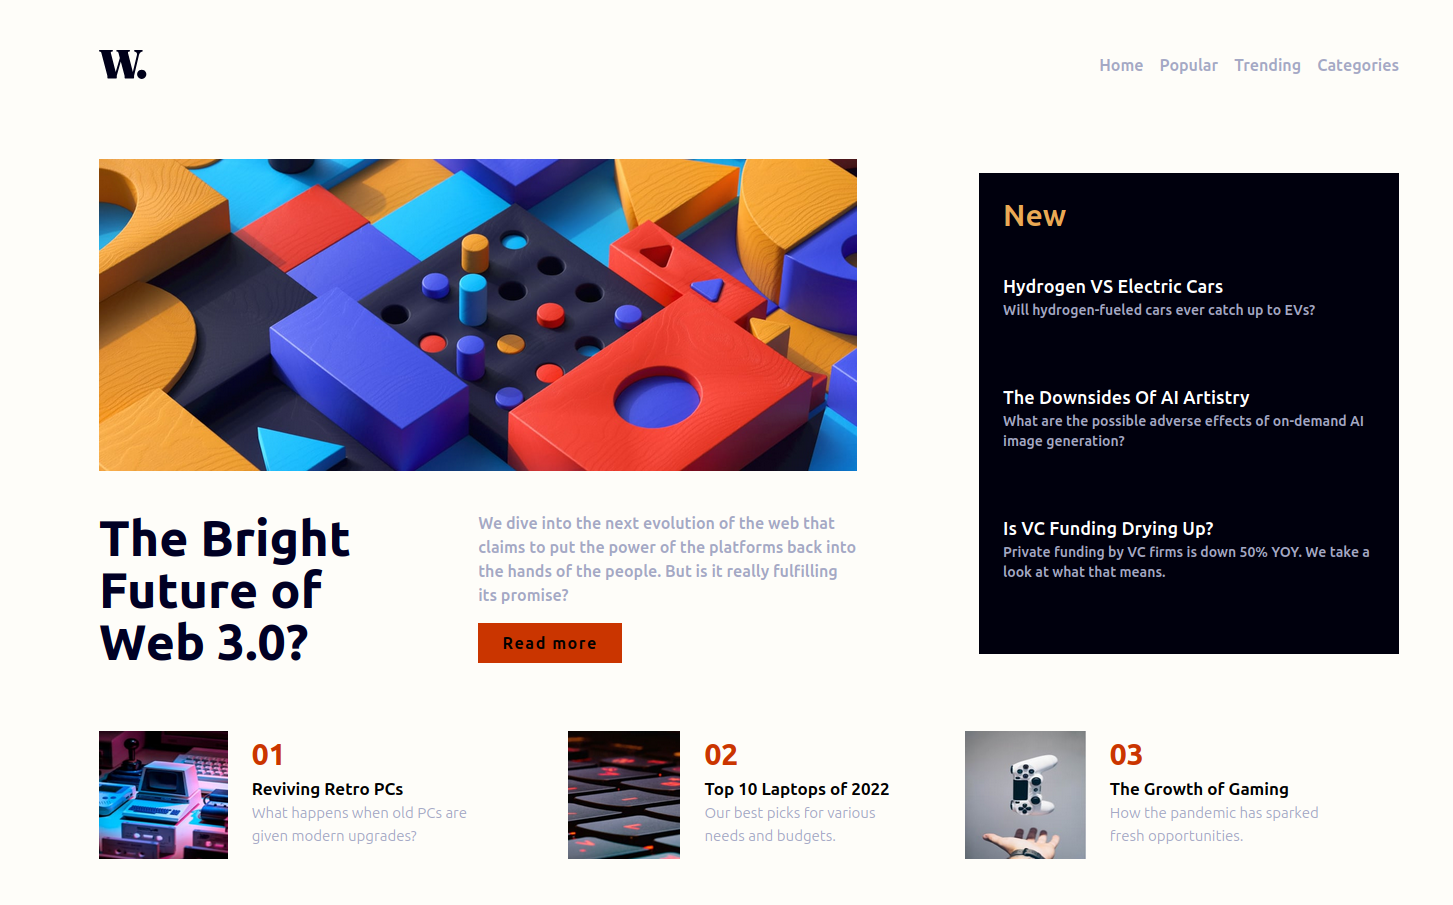 W.
Home Popular Trending Categories
The Bright
Future of
Web 3.0?
We dive into the next evolution of the web that
claims to put the power of the platforms back into
the hands of the people. But is it really fulfilling
its promise?
Read more
New
Hydrogen VS Electric Cars
Will hydrogen-fueled cars ever catch up to EVs?
The Downsides Of AI Artistry
What are the possible adverse effects of on-demand AI
image generation?
Is VC Funding Drying Up?
Private funding by VC firms is down 50% YOY. We take a
look at what that means.
01
Reviving Retro PCs
What happens when old PCs are
given modern upgrades?
02
Top 10 Laptops of 2022
Our best picks for various
needs and budgets.
03
The Growth of Gaming
How the pandemic has sparked
fresh opportunities.